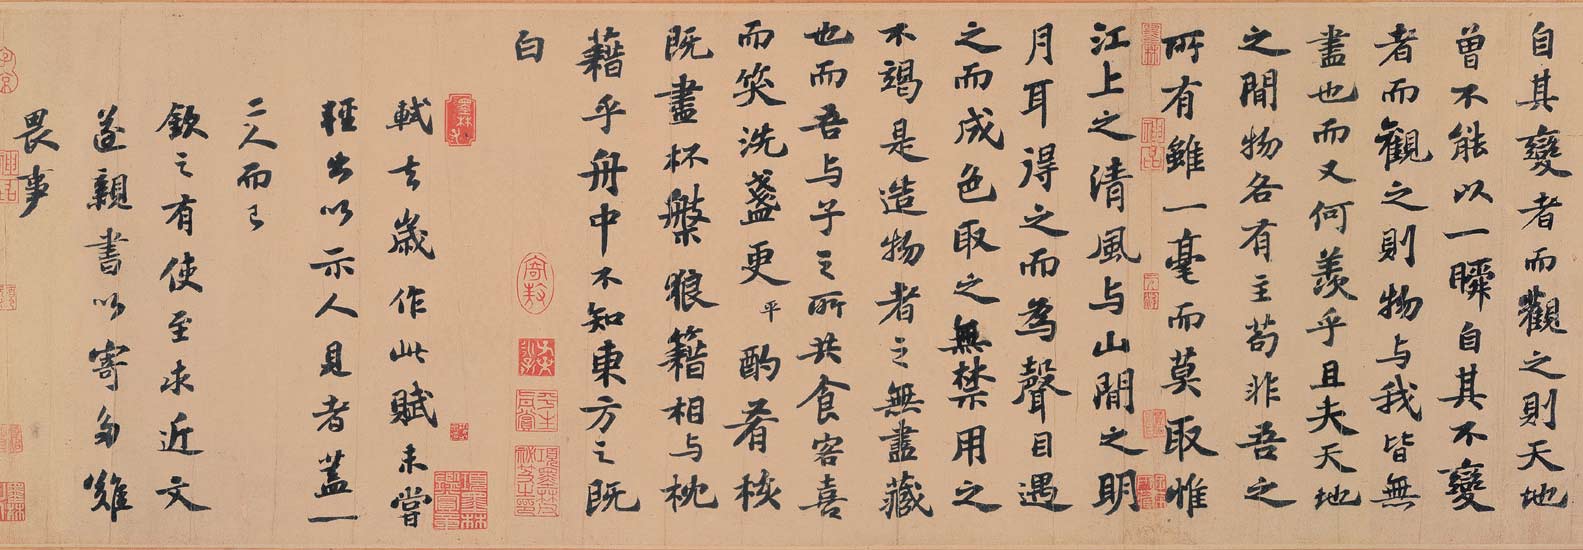 自其變者而觀之則天地
曾不能以一瞬自其不變
者而觀之則物与我皆無
盡也而又何羨乎且夫天地
之間物各有主苟非吾之
所有雖一毫而莫取惟
江上之清風与山間之明
月耳得之而為聲目遇
之而成色取之無禁用之
不竭是造物者之無盡藏
也而吾与子之所共食客喜
而笑洗盞更平酌肴核
既盡杯槃狼籍相与枕
藉乎舟中不知東方之既
白
軾去歲作此賦未嘗
輕出以示人見者蓋一
二人而已
欽之有使至求近文
遂親書以寄多難
畏事